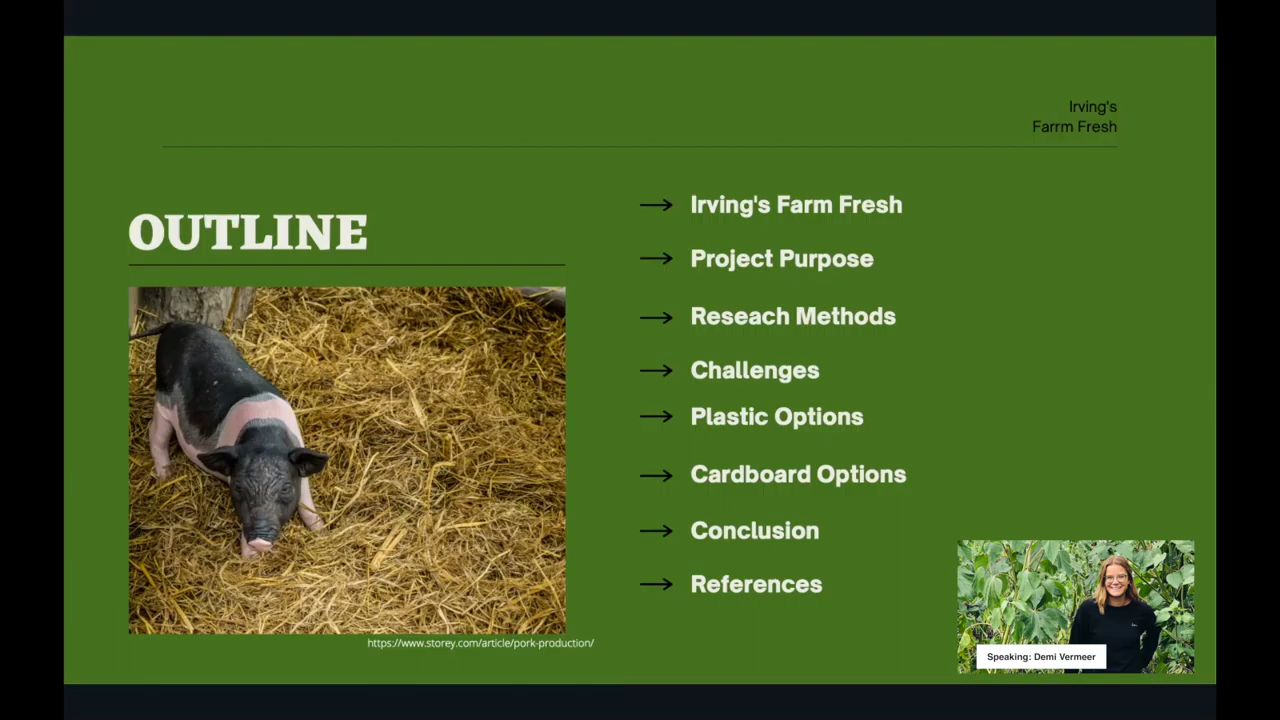 Irving's
Farrm Fresh
OUTLINE
Irving's Farm Fresh
Project Purpose
Reseach Methods
Challenges
Plastic Options
Cardboard Options
Conclusion
References
https://www.storey.com/article/pork-production/
Speaking: Demi Vermeer